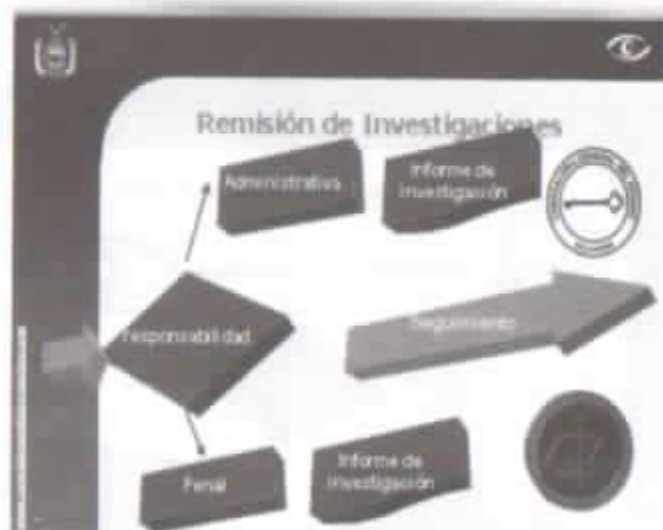 Remisión de Investigaciones
Administrativa
Informe de
Investigación
responsabilidad
Seguimiento
Penal
Informe de
Investigación